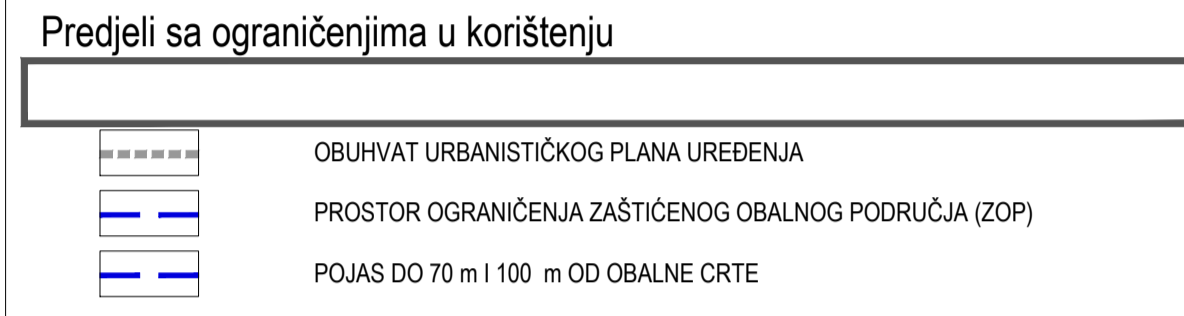 Predjeli sa ograničenjima u korištenju
OBUHVAT URBANISTIČKOG PLANA UREĐENJA
PROSTOR OGRANIČENJA ZAŠTIĆENOG OBALNOG PODRUČJA (ZOP)
POJAS DO 70 m I 100 m OD OBALNE CRTE